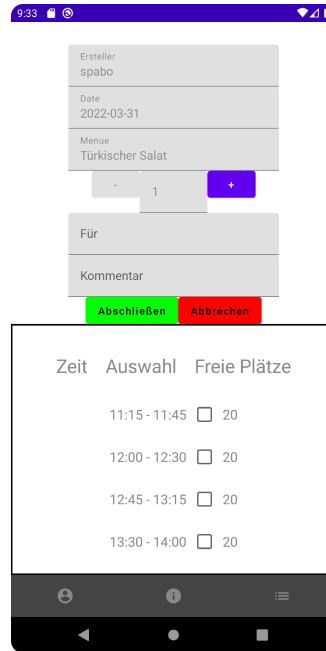 9:33
Ersteller
spabo
Date
2022-03-31
Menue
Türkischer Salat
- 1 +
Für
Kommentar
Abschließen Abbrechen
Zeit Auswahl Freie Plätze
11:15 - 11:45 20
12:00 - 12:30 20
12:45 - 13:15 20
13:30 - 14:00 20